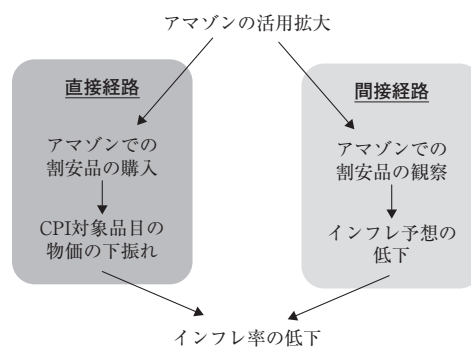 アマゾンの活用拡大
直接経路
アマゾンでの
割安品の購入
CPI対象品目の
物価の下振れ
間接経路
アマゾンでの
割安品の観察
インフレ予想の
低下
インフレ率の低下